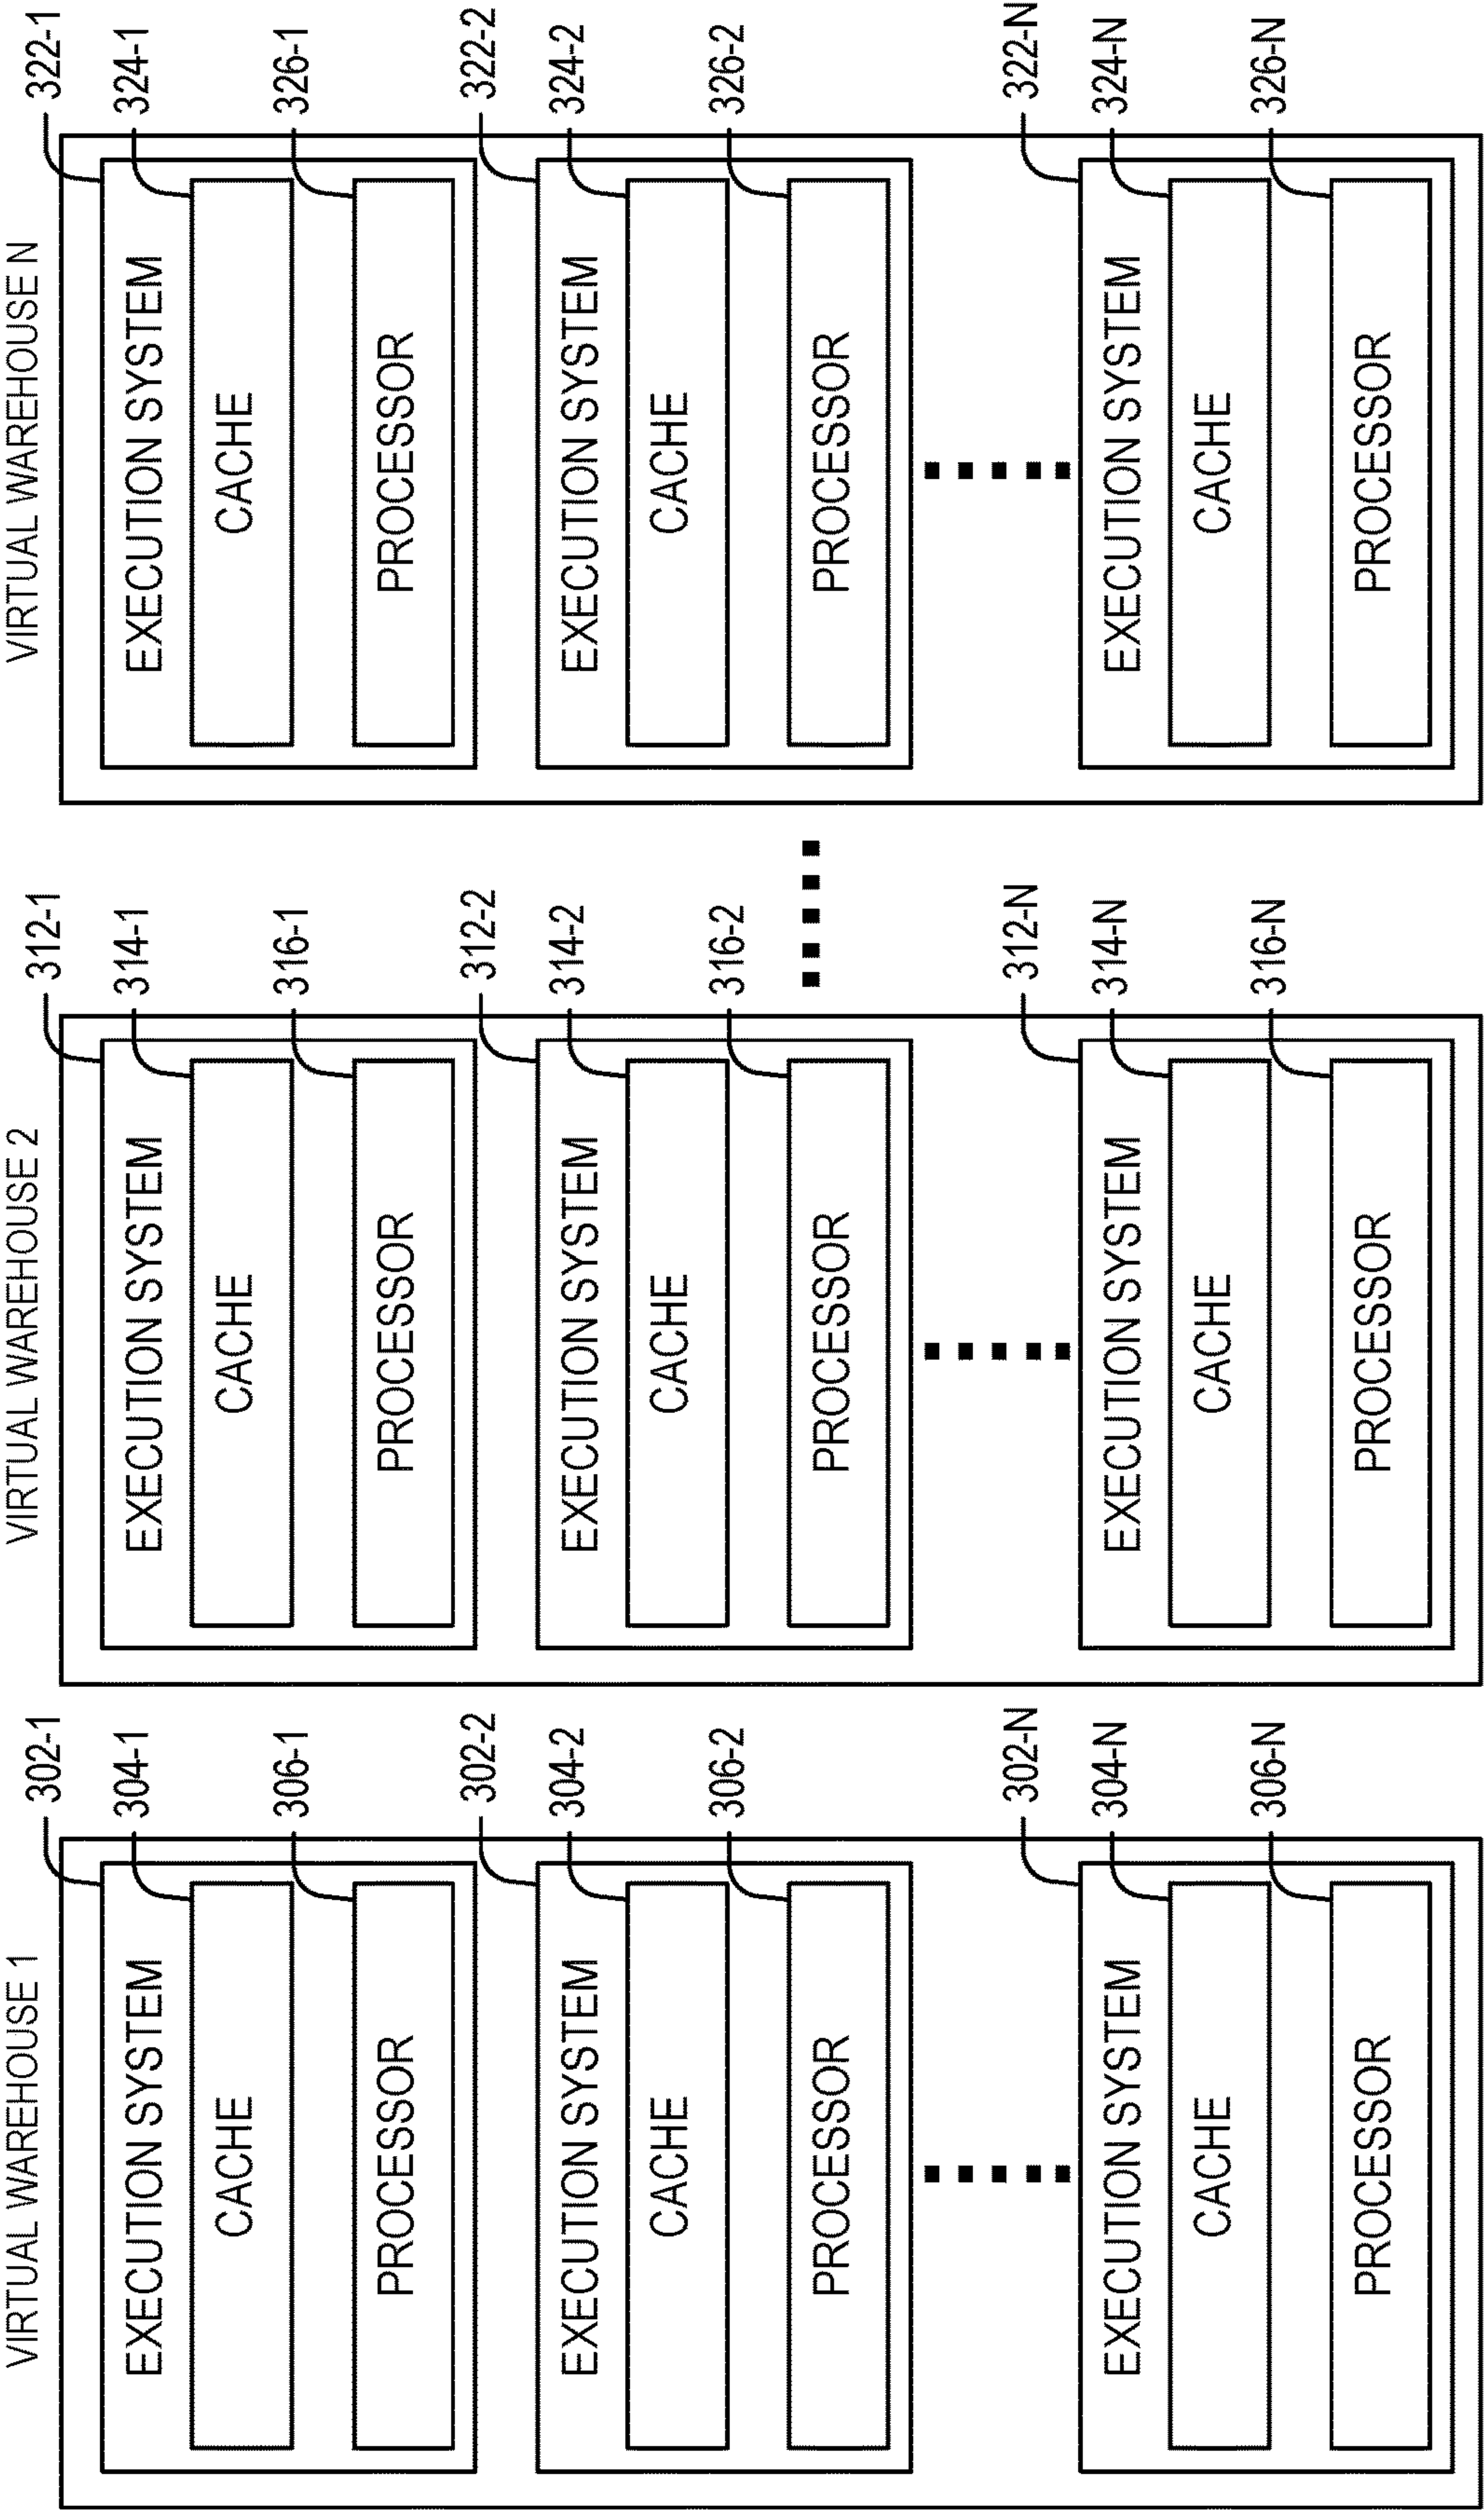 VIRTUAL WAREHOUSE 1
302-1
EXECUTION SYSTEM
304-1
CACHE
306-1
PROCESSOR
302-2
EXECUTION SYSTEM
304-2
CACHE
306-2
PROCESSOR
302-N
EXECUTION SYSTEM
304-N
CACHE
306-N
PROCESSOR
VIRTUAL WAREHOUSE 2
312-1
EXECUTION SYSTEM
314-1
CACHE
316-1
PROCESSOR
312-2
EXECUTION SYSTEM
314-2
CACHE
316-2
PROCESSOR
312-N
EXECUTION SYSTEM
314-N
CACHE
316-N
PROCESSOR
VIRTUAL WAREHOUSE N
322-1
EXECUTION SYSTEM
324-1
CACHE
326-1
PROCESSOR
322-2
EXECUTION SYSTEM
324-2
CACHE
326-2
PROCESSOR
322-N
EXECUTION SYSTEM
324-N
CACHE
326-N
PROCESSOR